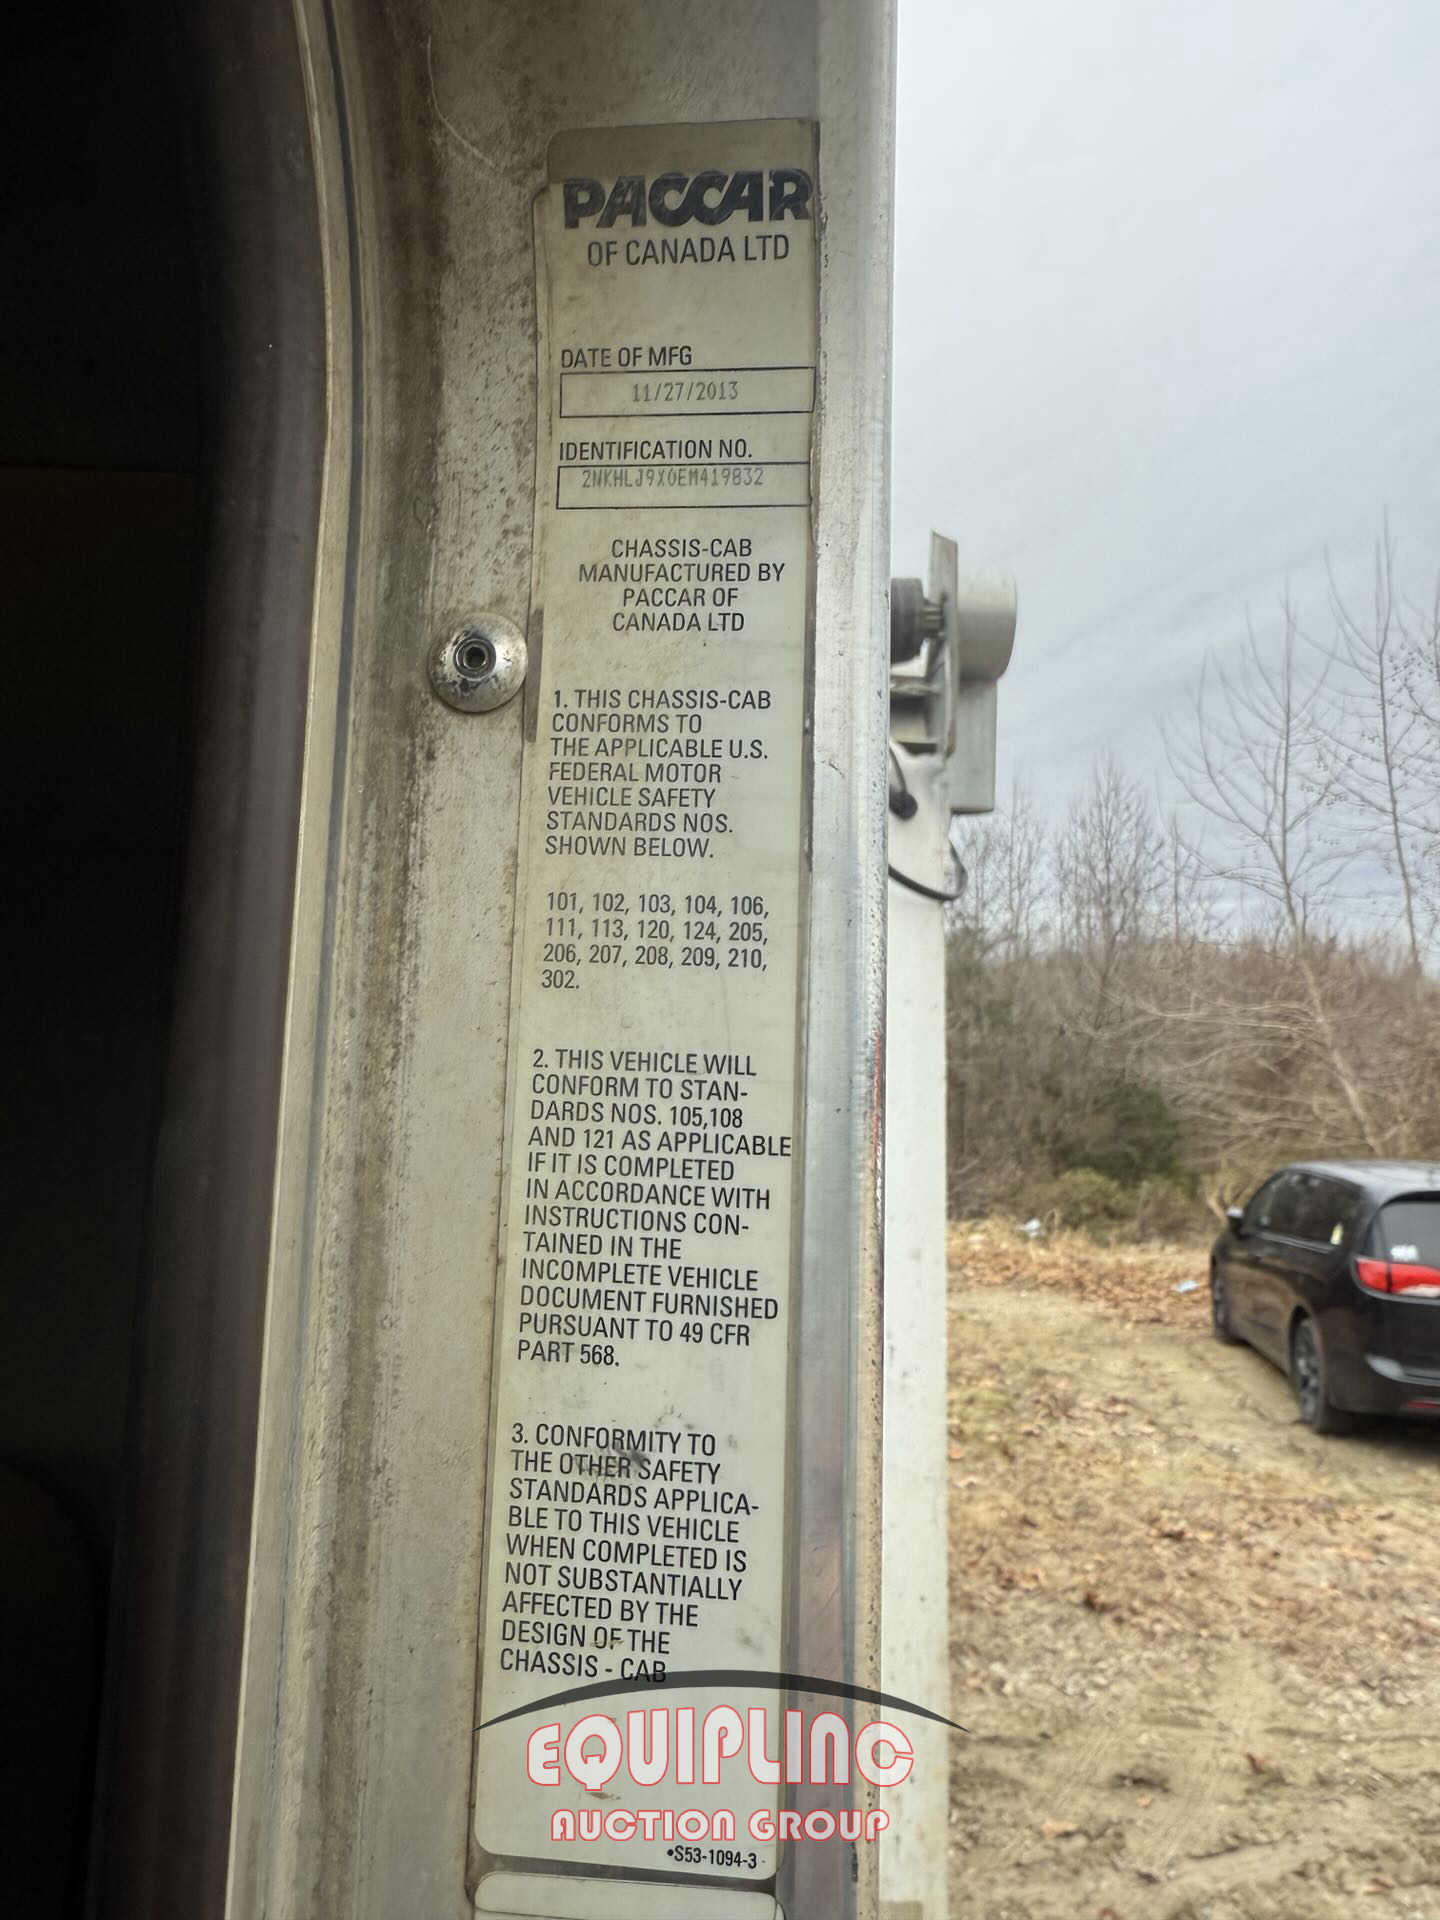 PACCAR
OF CANADA LTD
DATE OF MFG
11/27/2013
IDENTIFICATION NO.
2NKHLJ9X0EM419832
CHASSIS-CAB
MANUFACTURED BY
PACCAR OF
CANADA LTD
1. THIS CHASSIS-CAB
CONFORMS TO
THE APPLICABLE U.S.
FEDERAL MOTOR
VEHICLE SAFETY
STANDARDS NOS.
SHOWN BELOW.
101, 102, 103, 104, 106,
111, 113, 120, 124, 205,
206, 207, 208, 209, 210,
302.
2. THIS VEHICLE WILL
CONFORM TO STAN-
DARDS NOS. 105,108
AND 121 AS APPLICABLE
IF IT IS COMPLETED
IN ACCORDANCE WITH
INSTRUCTIONS CON-
TAINED IN THE
INCOMPLETE VEHICLE
DOCUMENT FURNISHED
PURSUANT TO 49 CFR
PART 568.
3. CONFORMITY TO
THE OTHER SAFETY
STANDARDS APPLICA-
BLE TO THIS VEHICLE
WHEN COMPLETED IS
NOT SUBSTANTIALLY
AFFECTED BY THE
DESIGN OF THE
CHASSIS - CAB
EQUIPLINC
AUCTION GROUP
•S53-1094-3